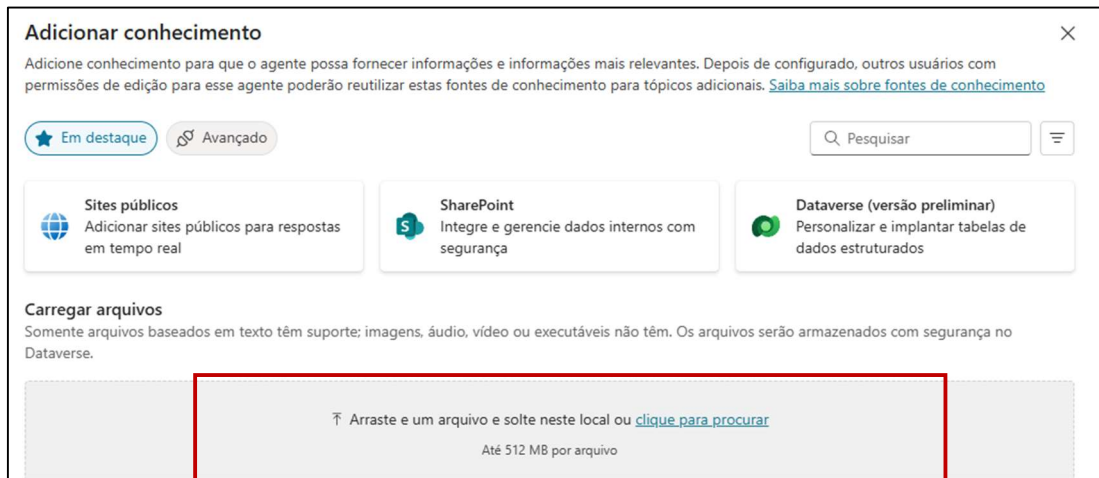 Adicionar conhecimento
Adicione conhecimento para que o agente possa fornecer informações e informações mais relevantes. Depois de configurado, outros usuários com
permissões de edição para esse agente poderão reutilizar estas fontes de conhecimento para tópicos adicionais. Saiba mais sobre fontes de conhecimento
Em destaque
Avançado
Pesquisar
Sites públicos
Adicionar sites públicos para respostas
em tempo real
SharePoint
Integre e gerencie dados internos com
segurança
Dataverse (versão preliminar)
Personalizar e implantar tabelas de
dados estruturados
Carregar arquivos
Somente arquivos baseados em texto têm suporte; imagens, áudio, vídeo ou executáveis não têm. Os arquivos serão armazenados com segurança no
Dataverse.
Arraste e um arquivo e solte neste local ou clique para procurar
Até 512 MB por arquivo